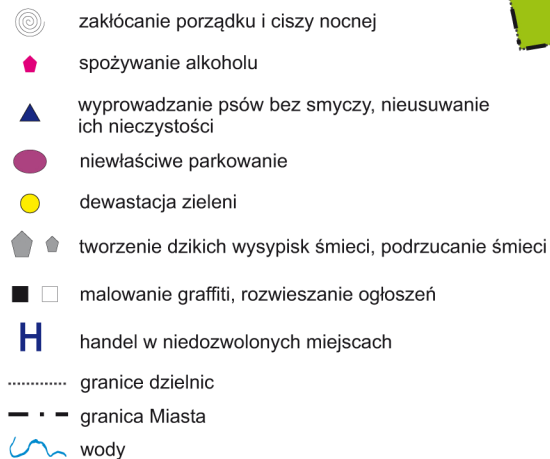 zakłócanie porządku i ciszy nocnej
spożywanie alkoholu
wyprowadzanie psów bez smyczy, nieusuwanie
ich nieczystości
niewłaściwe parkowanie
dewastacja zieleni
tworzenie dzikich wysypisk śmieci, podrzucanie śmieci
malowanie graffiti, rozwieszanie ogłoszeń
H handel w niedozwolonych miejscach
granice dzielnic
granica Miasta
wody